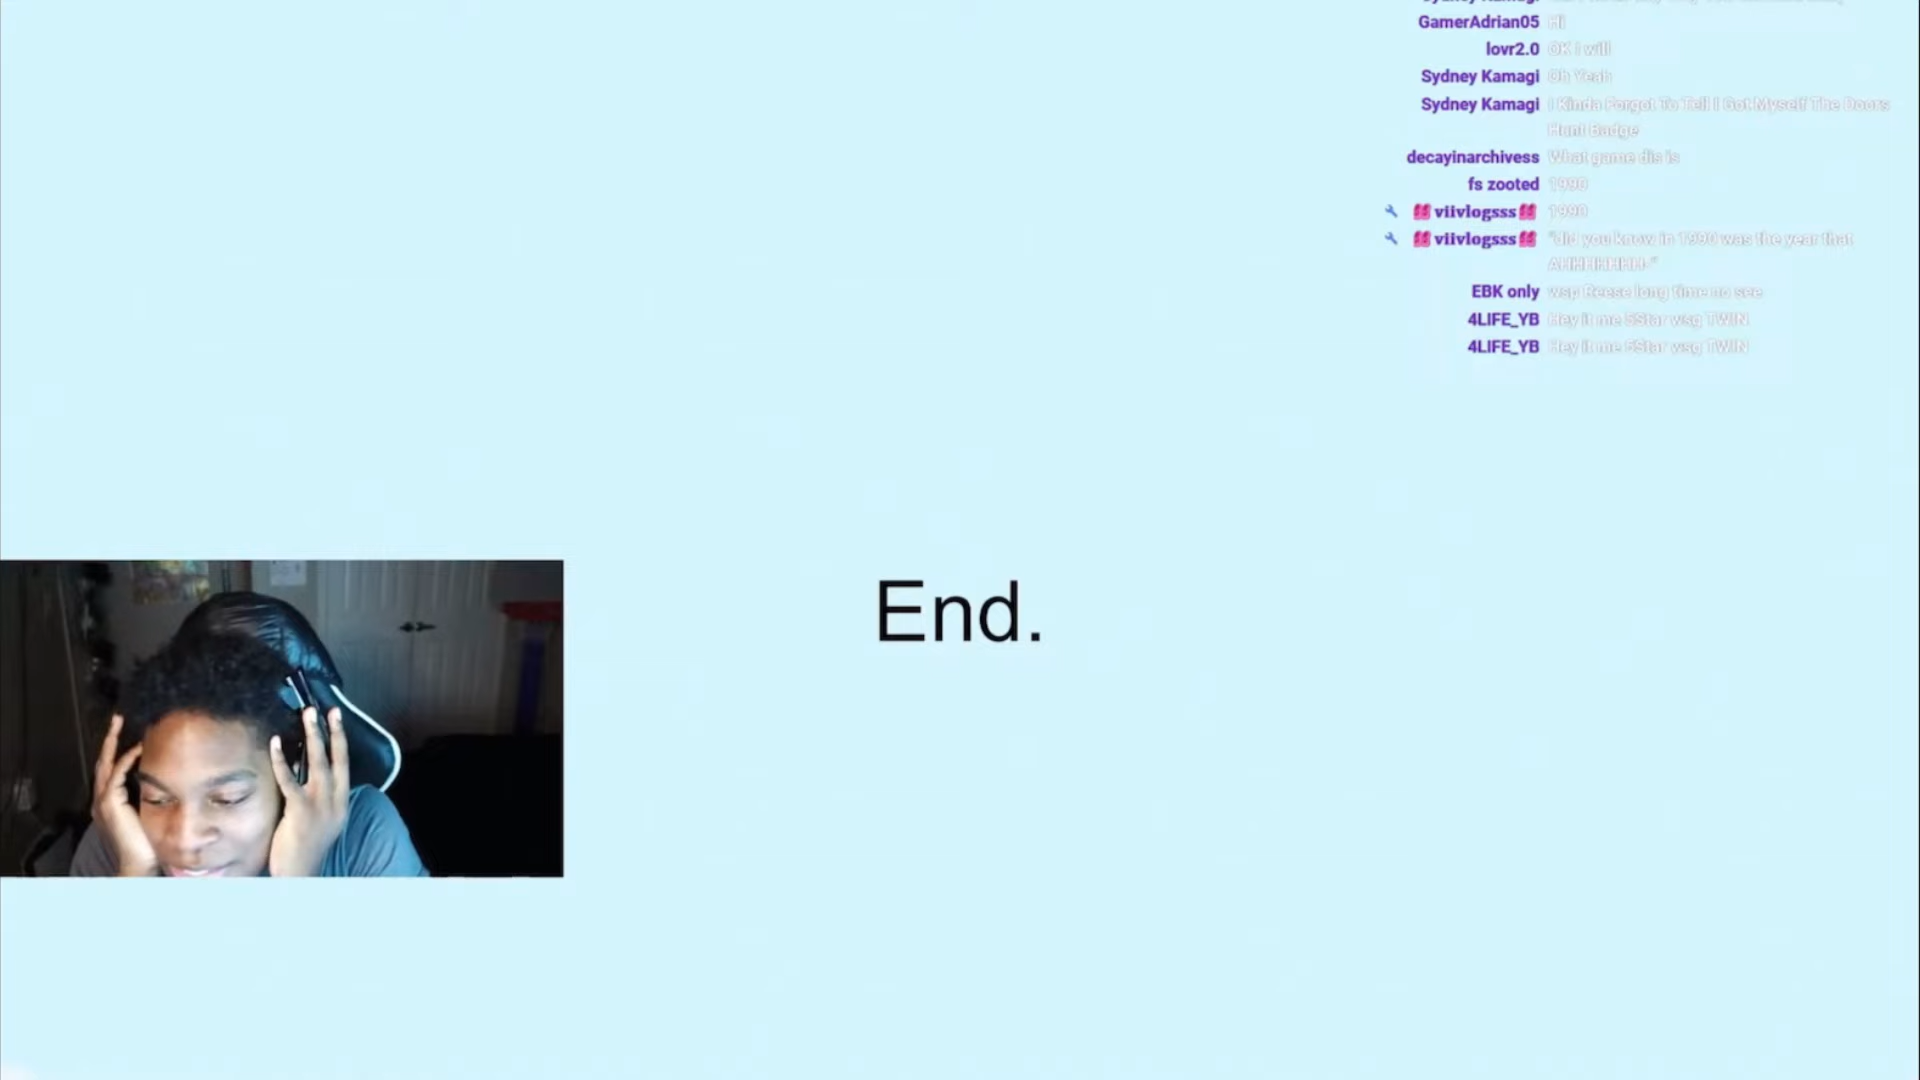 GamerAdrian05 Hi
lovr2.0 OK I will
Sydney Kamagi Oh Yeah
Sydney Kamagi I Kinda Forgot To Tell I Got Myself The Doors
Hunt Badge
decayinarchivess What game dis is
fs zooted 1990
viivlogsss 1990
viivlogsss "did you know in 1990 was the year that
AHHHHHHH-"
EBK only wsp Reese long time no see
4LIFE_YB Hey it me 5Star wsg TWIN
4LIFE_YB Hey it me 5Star wsg TWIN
End.